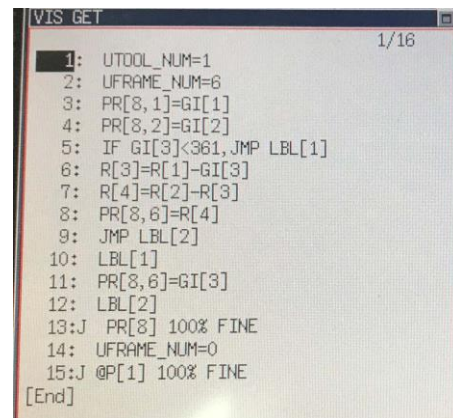 VIS GET
1/16
1: UTOOL_NUM=1
2: UFRAME_NUM=6
3: PR[8,1]=GI[1]
4: PR[8,2]=GI[2]
5: IF GI[3]<361,JMP LBL[1]
6: R[3]=R[1]-GI[3]
7: R[4]=R[2]-R[3]
8: PR[8,6]=R[4]
9: JMP LBL[2]
10: LBL[1]
11: PR[8,6]=GI[3]
12: LBL[2]
13:J PR[8] 100% FINE
14: UFRAME_NUM=0
15:J @P[1] 100% FINE
[End]